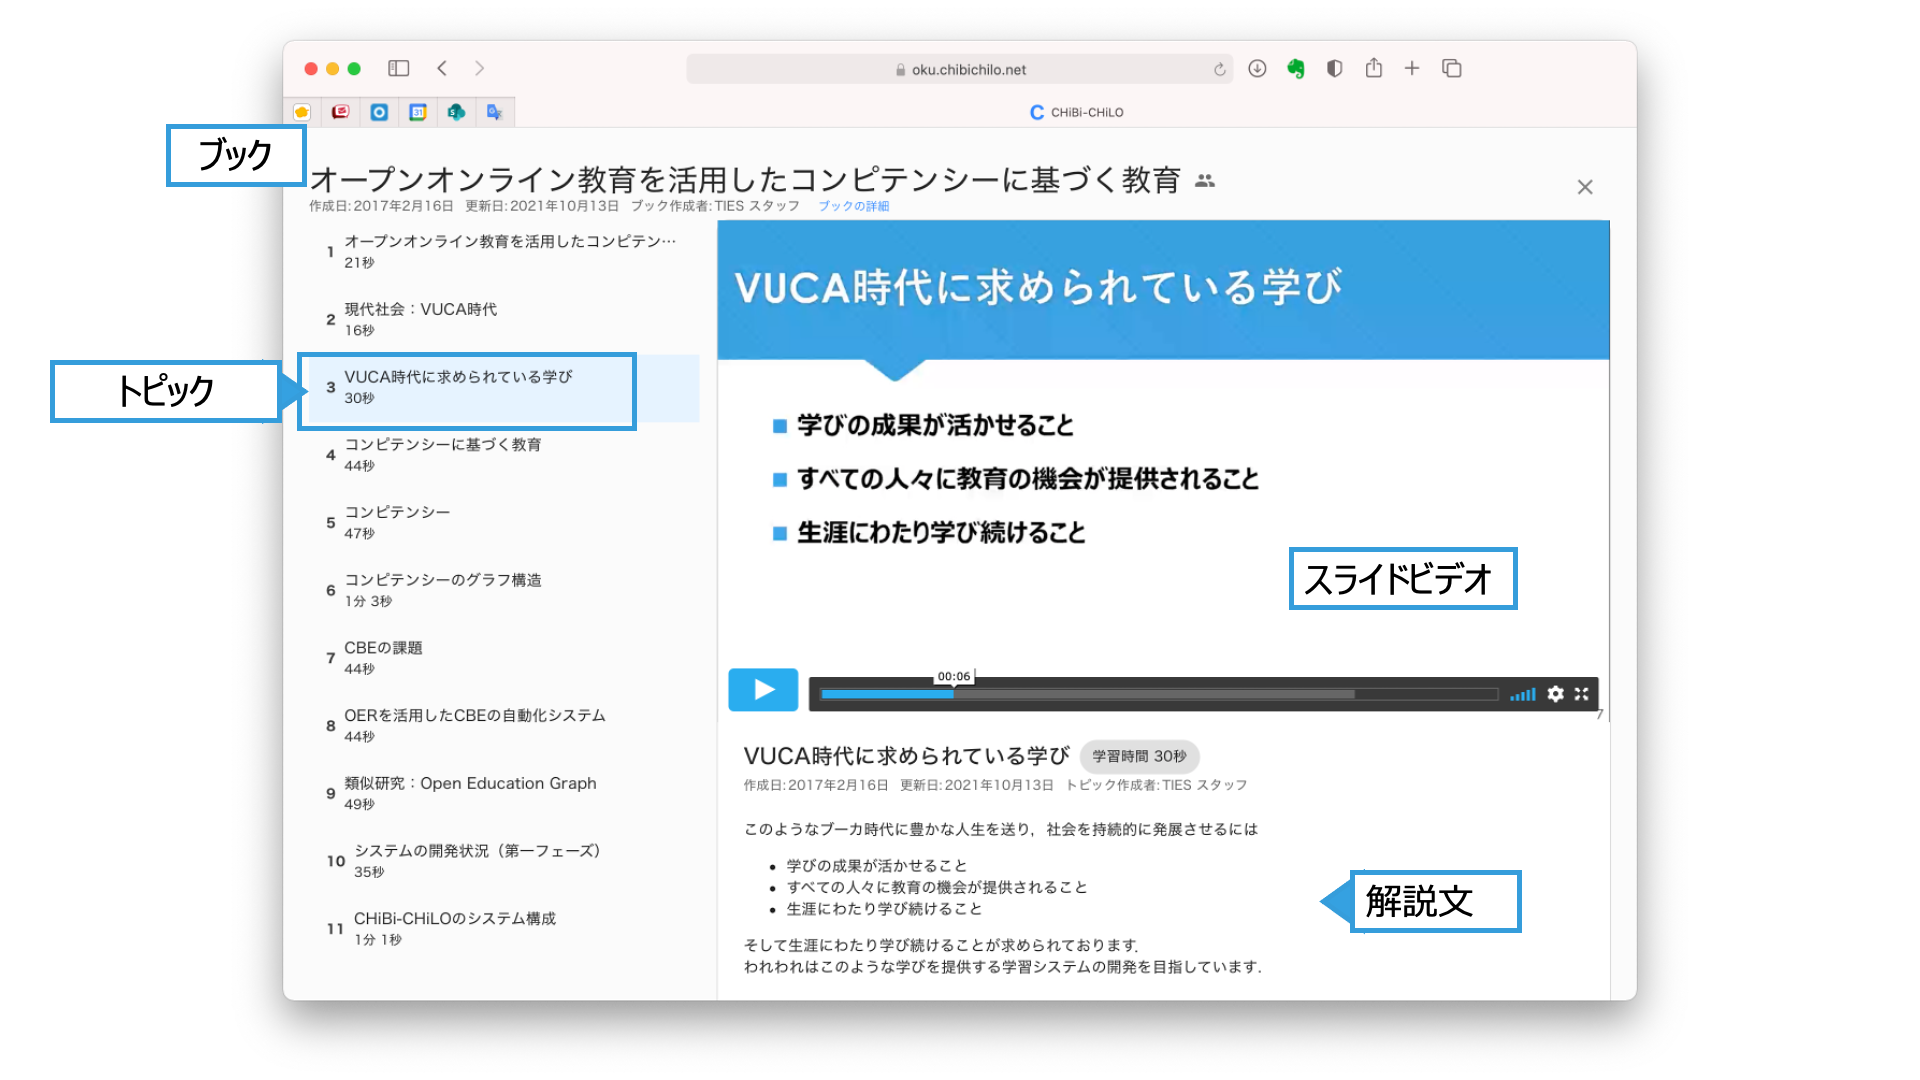 oku.chibichilo.net
CHiBi-CHiLO
ブック
オープンオンライン教育を活用したコンピテンシーに基づく教育
作成日:2017年2月16日 更新日:2021年10月13日 ブック作成者:TIES スタッフ ブックの詳細
1 オープンオンライン教育を活用したコンピテン…
21秒
2 現代社会：VUCA時代
16秒
トピック
3 VUCA時代に求められている学び
30秒
4 コンピテンシーに基づく教育
44秒
5 コンピテンシー
47秒
6 コンピテンシーのグラフ構造
1分 3秒
7 CBEの課題
44秒
8 OERを活用したCBEの自動化システム
44秒
9 類似研究：Open Education Graph
49秒
10 システムの開発状況（第一フェーズ）
35秒
11 CHiBi-CHiLOのシステム構成
1分 1秒
VUCA時代に求められている学び
学びの成果が活かせること
すべての人々に教育の機会が提供されること
生涯にわたり学び続けること
スライドビデオ
00:06
7
VUCA時代に求められている学び 学習時間 30秒
作成日:2017年2月16日 更新日:2021年10月13日 トピック作成者:TIES スタッフ
このようなブーカ時代に豊かな人生を送り，社会を持続的に発展させるには
• 学びの成果が活かせること
• すべての人々に教育の機会が提供されること
• 生涯にわたり学び続けること
解説文
そして生涯にわたり学び続けることが求められております．
われわれはこのような学びを提供する学習システムの開発を目指しています．